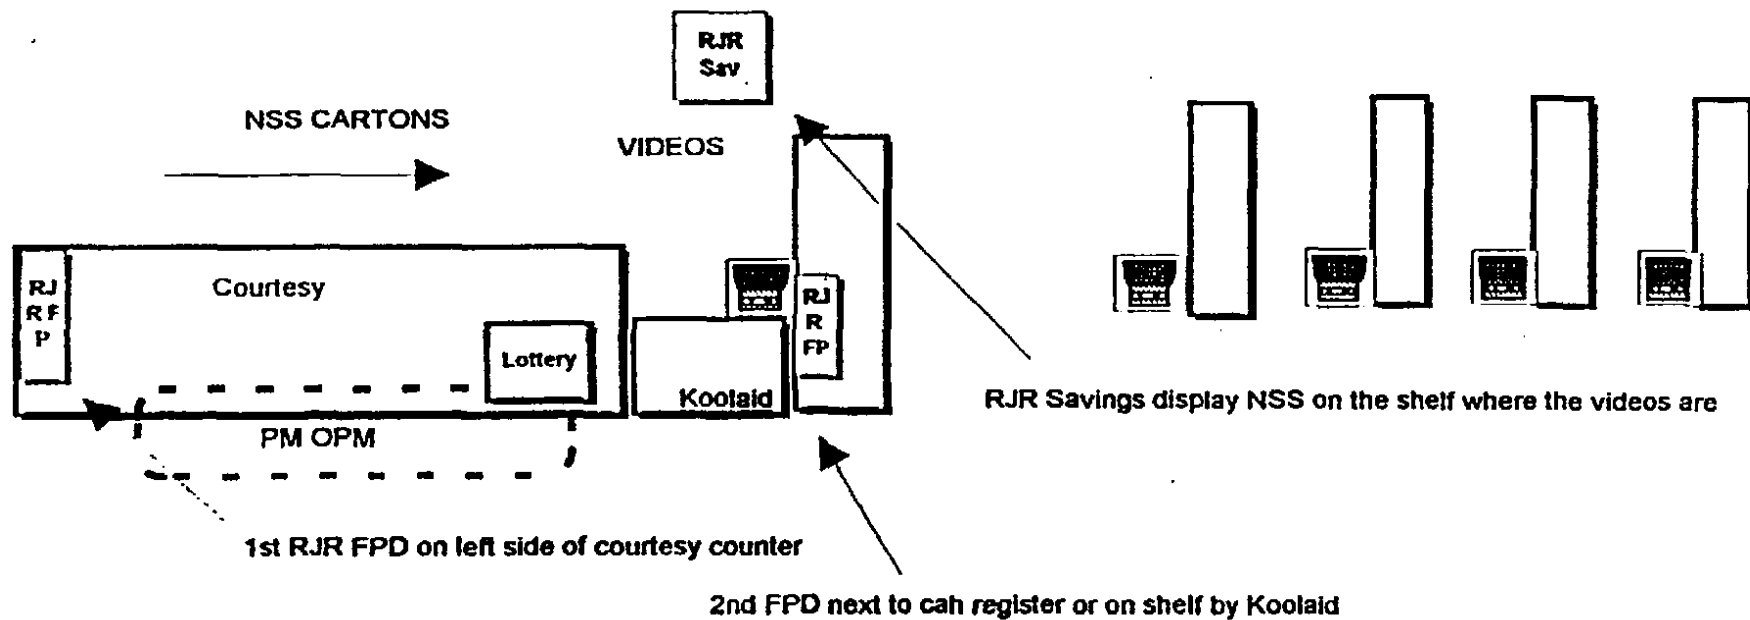 RJR
Sav
NSS CARTONS
VIDEOS
RJ
R F
P
Courtesy
Lottery
Koolaid
RJ
R
FP
RJR Savings display NSS on the shelf where the videos are
PM OPM
1st RJR FPD on left side of courtesy counter
2nd FPD next to cah register or on shelf by Koolaid